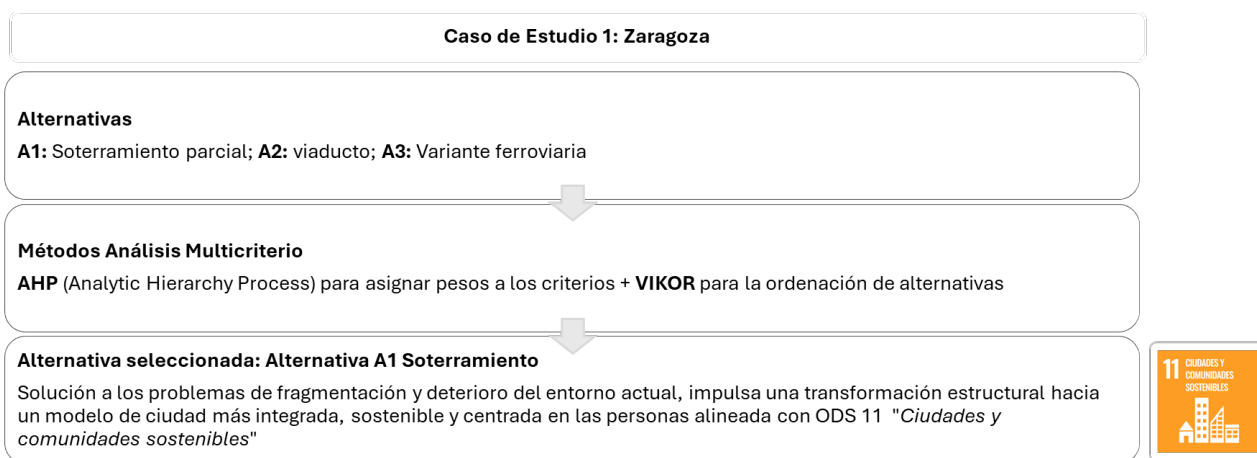 Caso de Estudio 1: Zaragoza
Alternativas
A1: Soterramiento parcial; A2: viaducto; A3: Variante ferroviaria
Métodos Análisis Multicriterio
AHP (Analytic Hierarchy Process) para asignar pesos a los criterios + VIKOR para la ordenación de alternativas
Alternativa seleccionada: Alternativa A1 Soterramiento
Solución a los problemas de fragmentación y deterioro del entorno actual, impulsa una transformación estructural hacia
un modelo de ciudad más integrada, sostenible y centrada en las personas alineada con ODS 11 "Ciudades y
comunidades sostenibles"
11 CIUDADES Y
COMUNIDADES
SOSTENIBLES